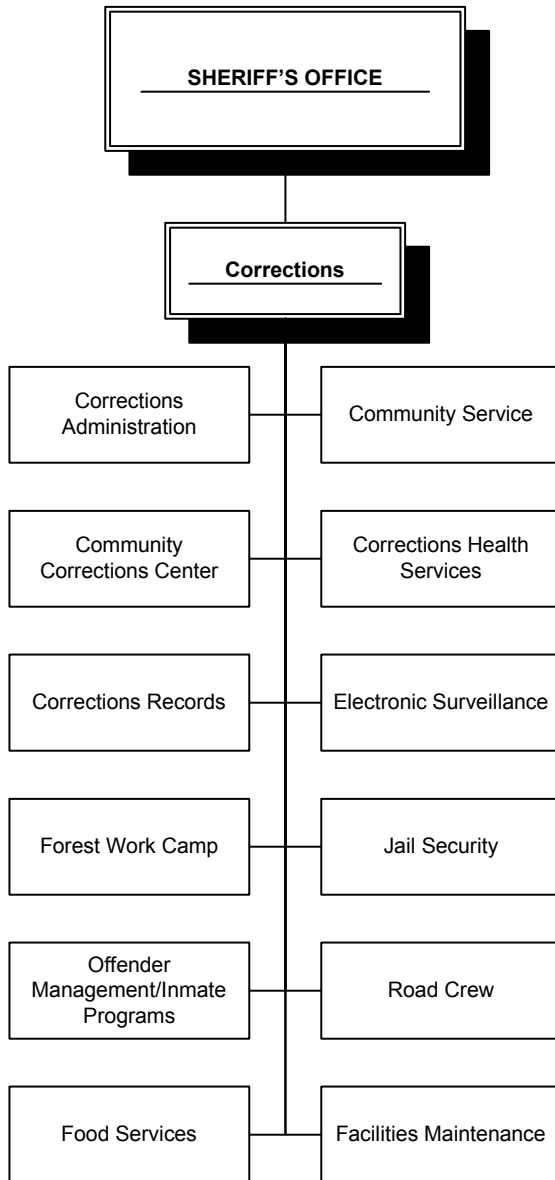 SHERIFF'S OFFICE
Corrections
Corrections
Administration
Community Service
Community
Corrections Center
Corrections Health
Services
Corrections Records
Electronic Surveillance
Forest Work Camp
Jail Security
Offender
Management/Inmate
Programs
Road Crew
Food Services
Facilities Maintenance